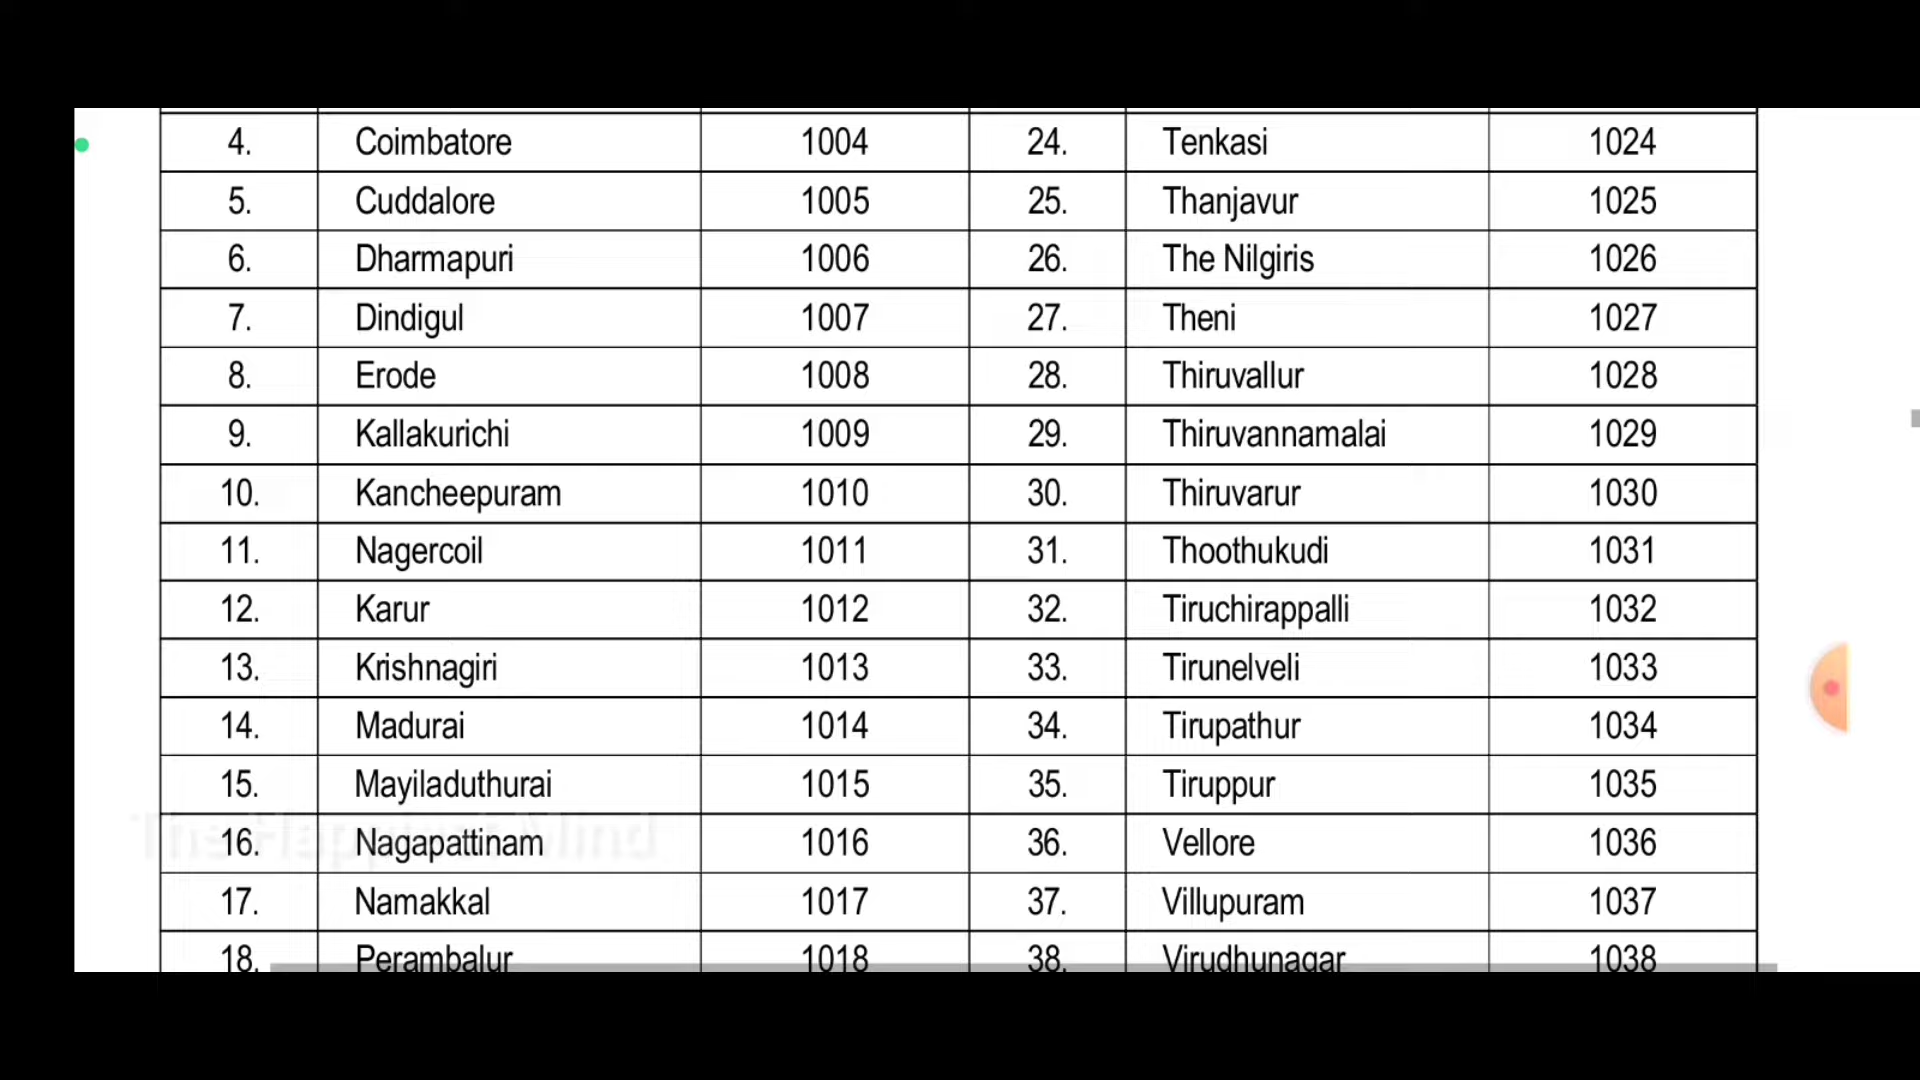 4. Coimbatore 1004 24. Tenkasi 1024
5. Cuddalore 1005 25. Thanjavur 1025
6. Dharmapuri 1006 26. The Nilgiris 1026
7. Dindigul 1007 27. Theni 1027
8. Erode 1008 28. Thiruvallur 1028
9. Kallakurichi 1009 29. Thiruvannamalai 1029
10. Kancheepuram 1010 30. Thiruvarur 1030
11. Nagercoil 1011 31. Thoothukudi 1031
12. Karur 1012 32. Tiruchirappalli 1032
13. Krishnagiri 1013 33. Tirunelveli 1033
14. Madurai 1014 34. Tirupathur 1034
15. Mayiladuthurai 1015 35. Tiruppur 1035
16. Nagapattinam 1016 36. Vellore 1036
17. Namakkal 1017 37. Villupuram 1037
18. Perambalur 1018 38. Virudhunagar 1038